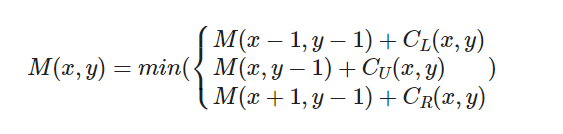 M(x − 1, y − 1) + C_L(x, y)
M(x, y) = min({ M(x, y − 1) + C_U(x, y) )
M(x + 1, y − 1) + C_R(x, y)